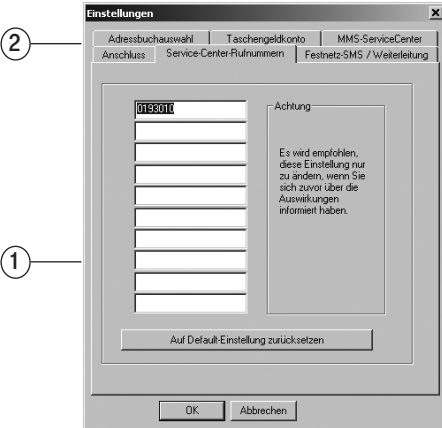 Einstellungen
Adressbuchauswahl Taschengeldkonto MMS-ServiceCenter
Anschluss Service-Center-Rufnummern Festnetz-SMS / Weiterleitung
2
0193010
Achtung
Es wird empfohlen,
diese Einstellung nur
zu ändern, wenn Sie
sich zuvor über die
Auswirkungen
informiert haben.
1
Auf Default-Einstellung zurücksetzen
OK Abbrechen